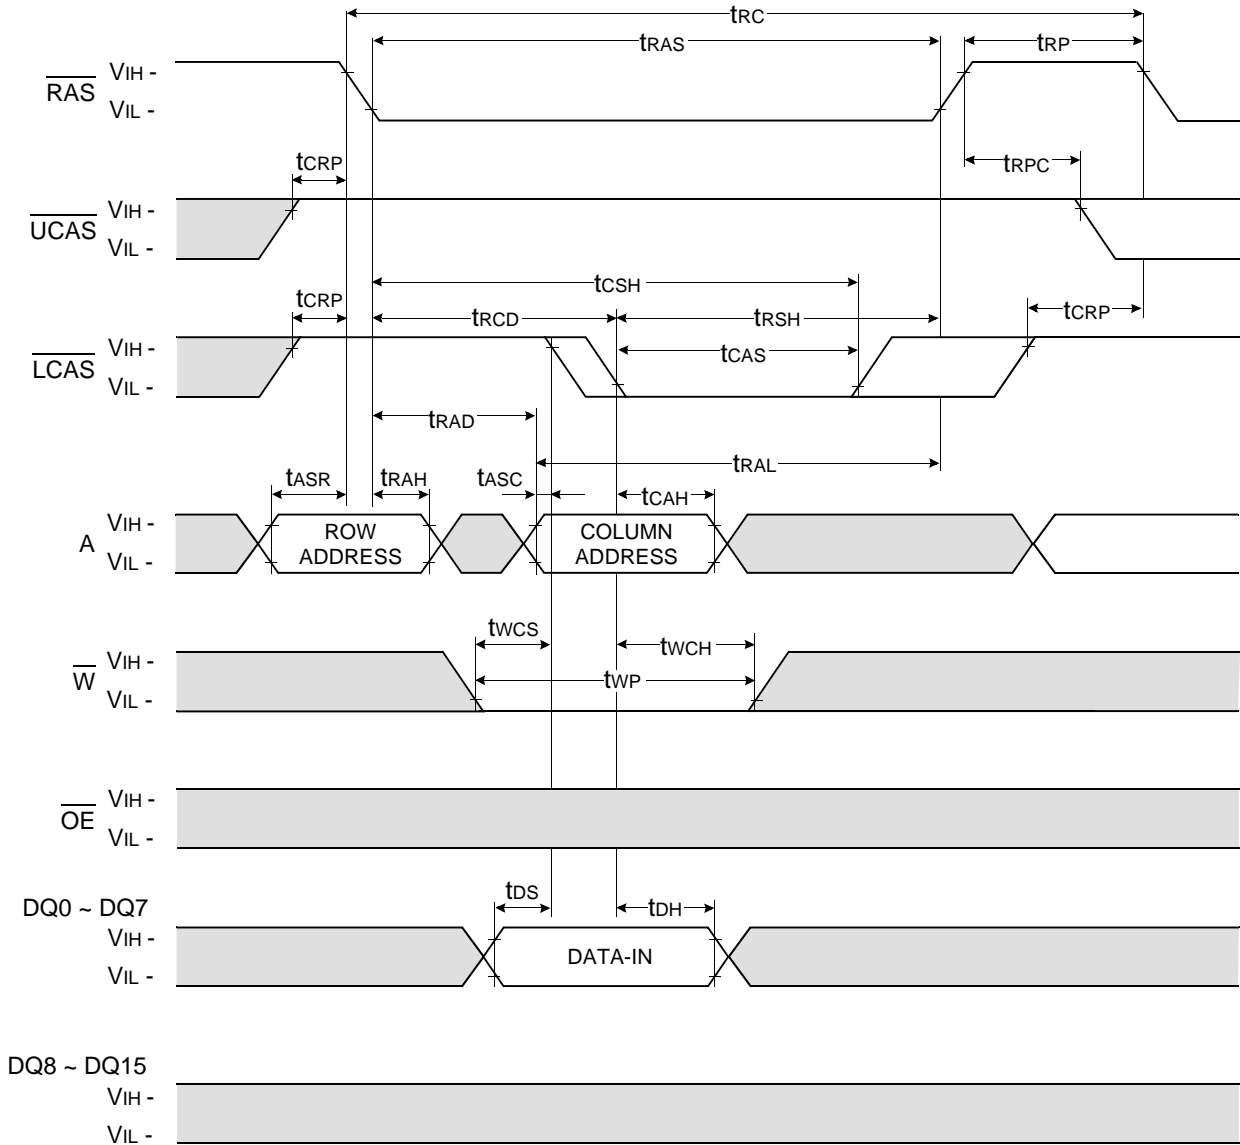 tRC
tRAS
tRP
RAS
VIH -
VIL -
tCRP
tRPC
UCAS
VIH -
VIL -
tCSH
tCRP
tRCD
tRSH
tCRP
LCAS
VIH -
VIL -
tCAS
tRAD
tRAL
tASR
tRAH
tASC
tCAH
A
VIH -
VIL -
ROW
ADDRESS
COLUMN
ADDRESS
tWCS
tWCH
W
VIH -
VIL -
tWP
OE
VIH -
VIL -
tDS
tDH
DQ0 ~ DQ7
VIH -
VIL -
DATA-IN
DQ8 ~ DQ15
VIH -
VIL -